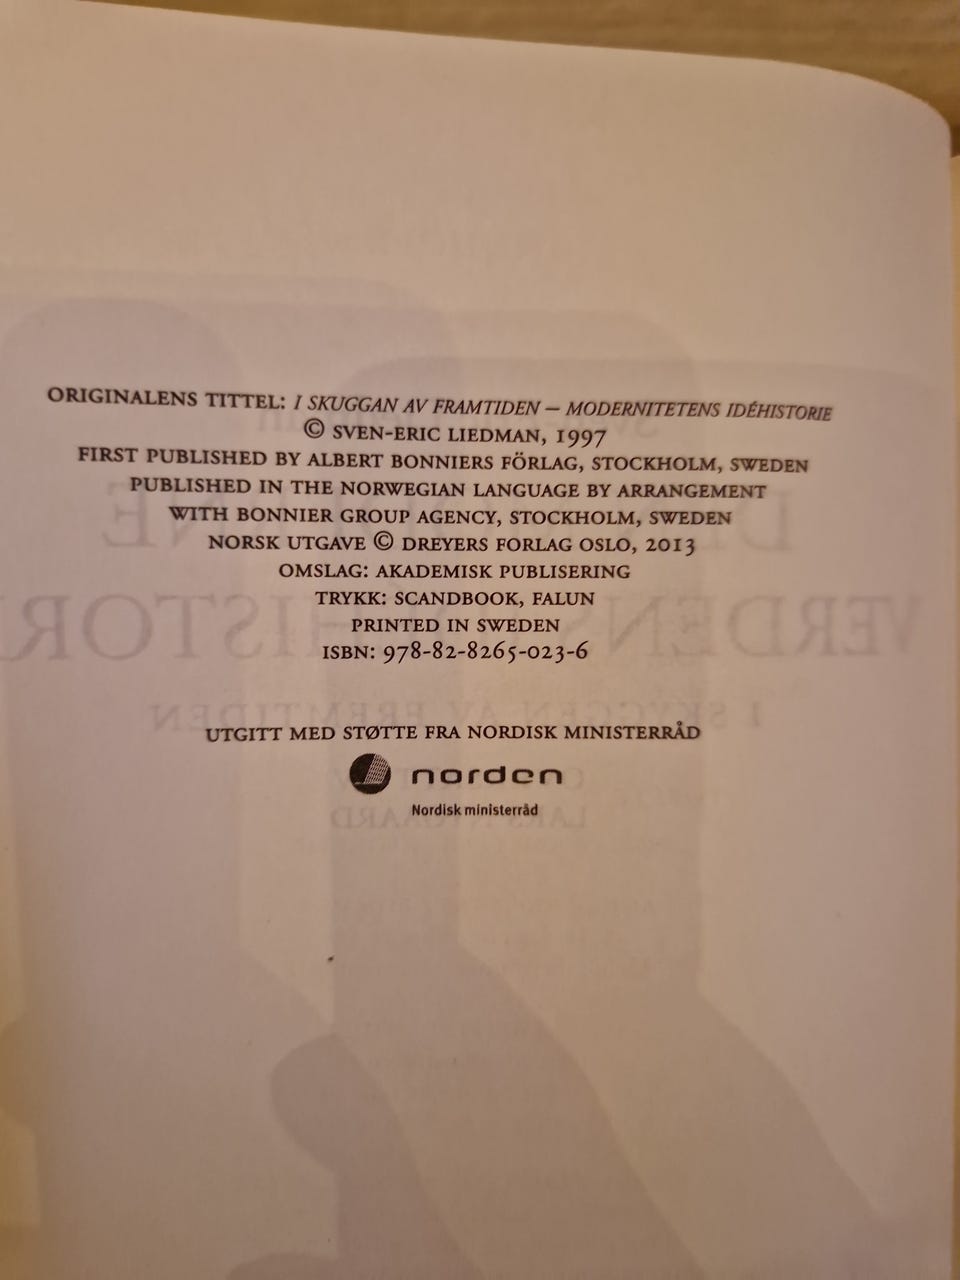 ORIGINALENS TITTEL: I SKUGGAN AV FRAMTIDEN – MODERNITETENS IDÉHISTORIE
© SVEN-ERIC LIEDMAN, 1997
FIRST PUBLISHED BY ALBERT BONNIERS FÖRLAG, STOCKHOLM, SWEDEN
PUBLISHED IN THE NORWEGIAN LANGUAGE BY ARRANGEMENT
WITH BONNIER GROUP AGENCY, STOCKHOLM, SWEDEN
NORSK UTGAVE © DREYERS FORLAG OSLO, 2013
OMSLAG: AKADEMISK PUBLISERING
TRYKK: SCANDBOOK, FALUN
PRINTED IN SWEDEN
ISBN: 978-82-8265-023-6
UTGITT MED STØTTE FRA NORDISK MINISTERRÅD
norden
Nordisk ministerråd